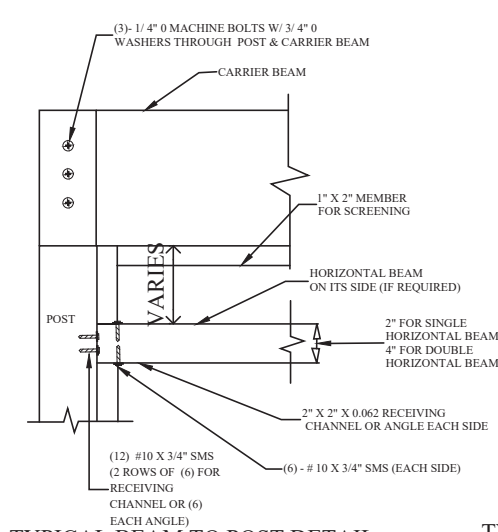 (3)- 1/ 4" 0 MACHINE BOLTS W/ 3/ 4" 0
WASHERS THROUGH POST & CARRIER BEAM
CARRIER BEAM
1" X 2" MEMBER
FOR SCREENING
VARIES
HORIZONTAL BEAM
ON ITS SIDE (IF REQUIRED)
POST
2" FOR SINGLE
HORIZONTAL BEAM
4" FOR DOUBLE
HORIZONTAL BEAM
2" X 2" X 0.062 RECEIVING
CHANNEL OR ANGLE EACH SIDE
(12) #10 X 3/4" SMS
(2 ROWS OF (6) FOR
RECEIVING
CHANNEL OR (6)
EACH ANGLE)
(6) - # 10 X 3/4" SMS (EACH SIDE)